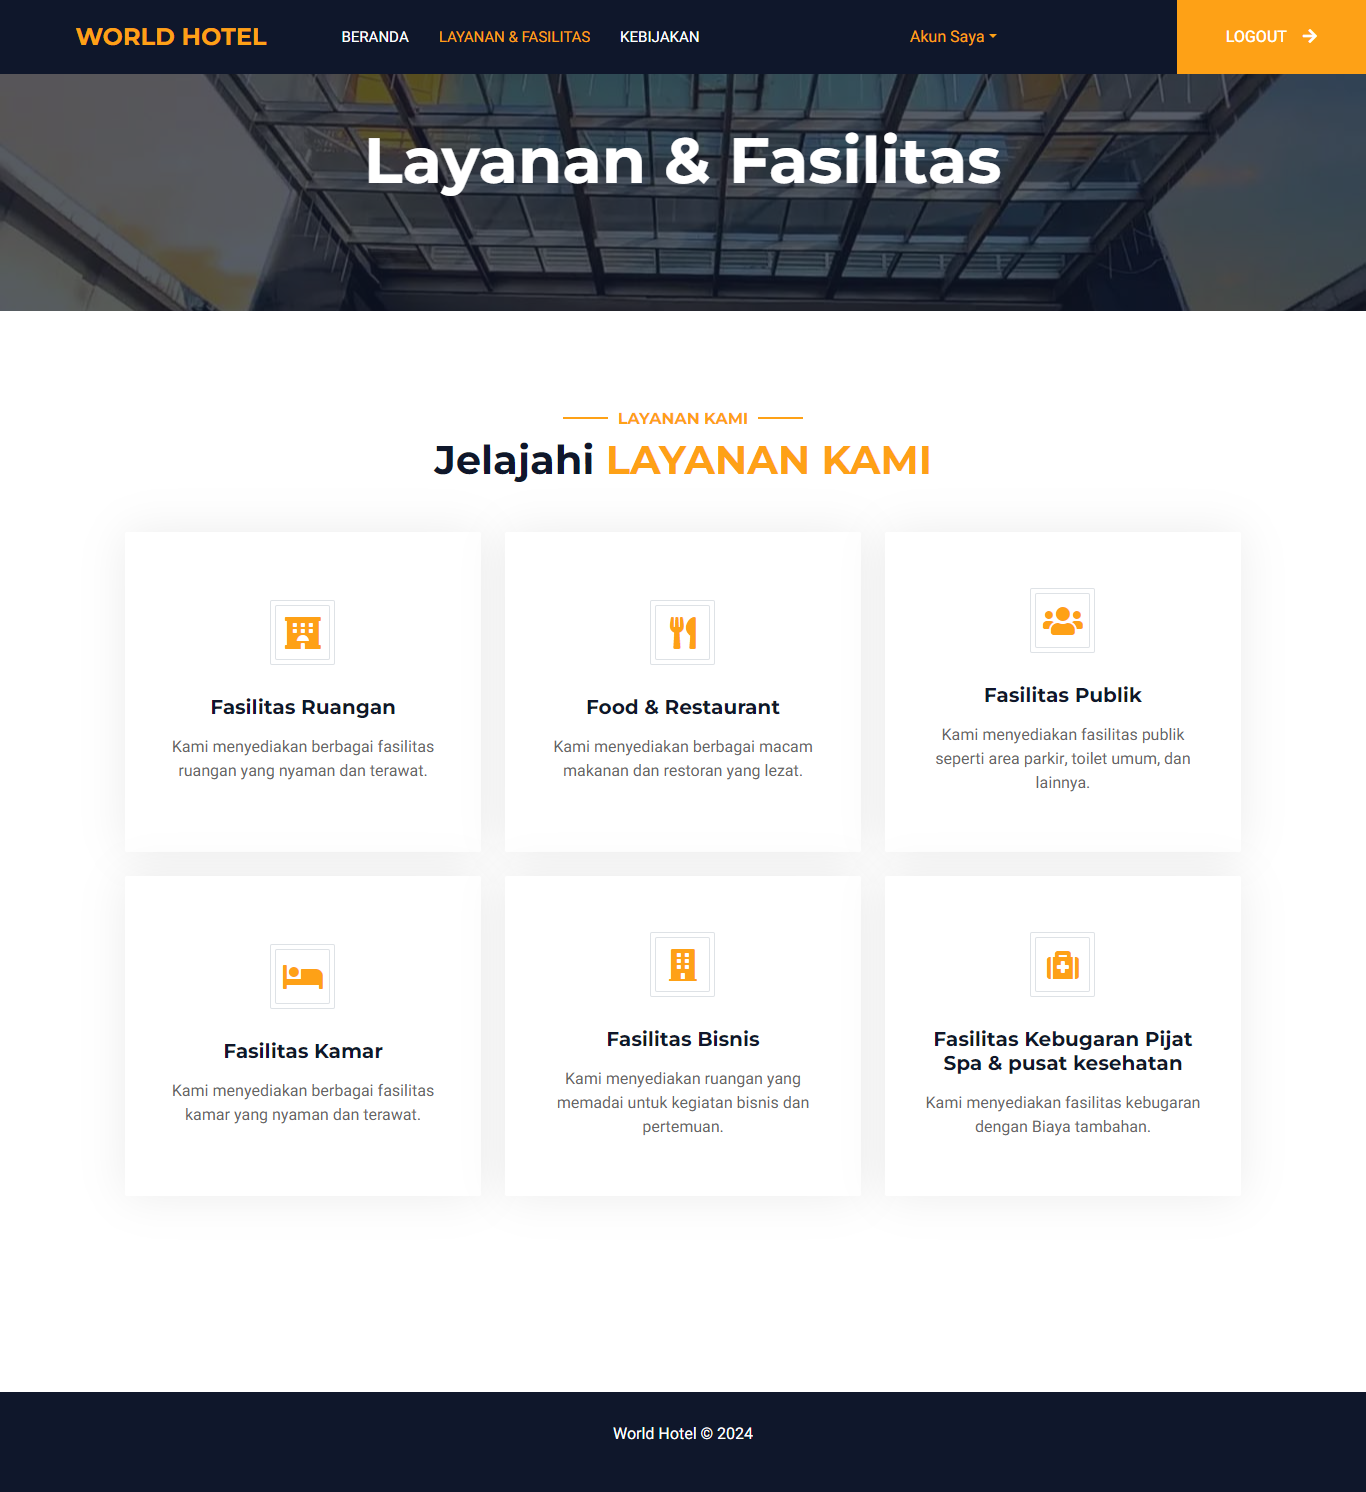 WORLD HOTEL
BERANDA
LAYANAN & FASILITAS
KEBIJAKAN
Akun Saya
LOGOUT
Layanan & Fasilitas
LAYANAN KAMI
Jelajahi LAYANAN KAMI
Fasilitas Ruangan
Kami menyediakan berbagai fasilitas
ruangan yang nyaman dan terawat.
Food & Restaurant
Kami menyediakan berbagai macam
makanan dan restoran yang lezat.
Fasilitas Publik
Kami menyediakan fasilitas publik
seperti area parkir, toilet umum, dan
lainnya.
Fasilitas Kamar
Kami menyediakan berbagai fasilitas
kamar yang nyaman dan terawat.
Fasilitas Bisnis
Kami menyediakan ruangan yang
memadai untuk kegiatan bisnis dan
pertemuan.
Fasilitas Kebugaran Pijat
Spa & pusat kesehatan
Kami menyediakan fasilitas kebugaran
dengan Biaya tambahan.
World Hotel © 2024